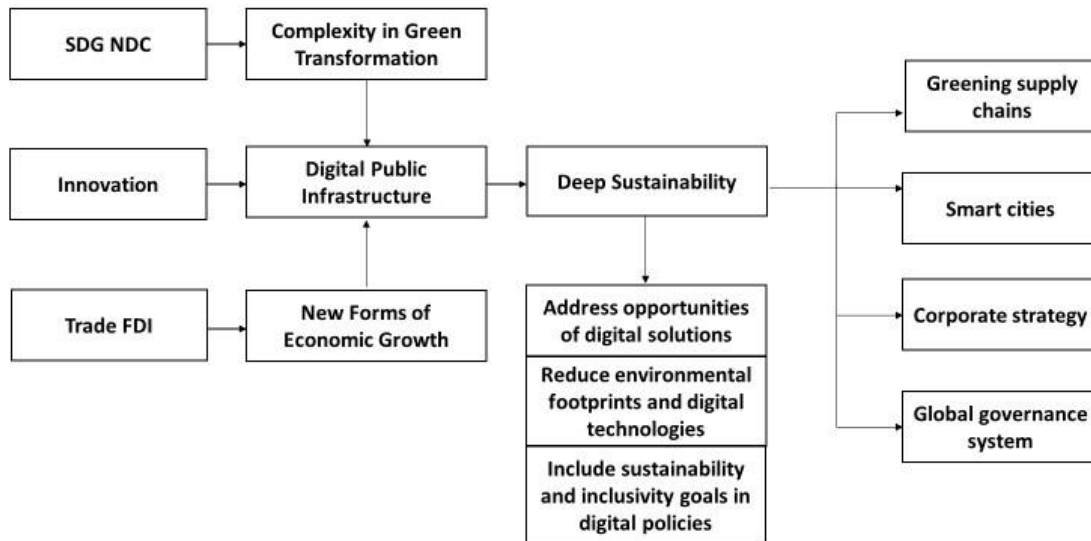 SDG NDC
Complexity in Green
Transformation
Greening supply
chains
Innovation
Digital Public
Infrastructure
Deep Sustainability
Smart cities
Trade FDI
New Forms of
Economic Growth
Address opportunities
of digital solutions
Reduce environmental
footprints and digital
technologies
Include sustainability
and inclusivity goals in
digital policies
Corporate strategy
Global governance
system